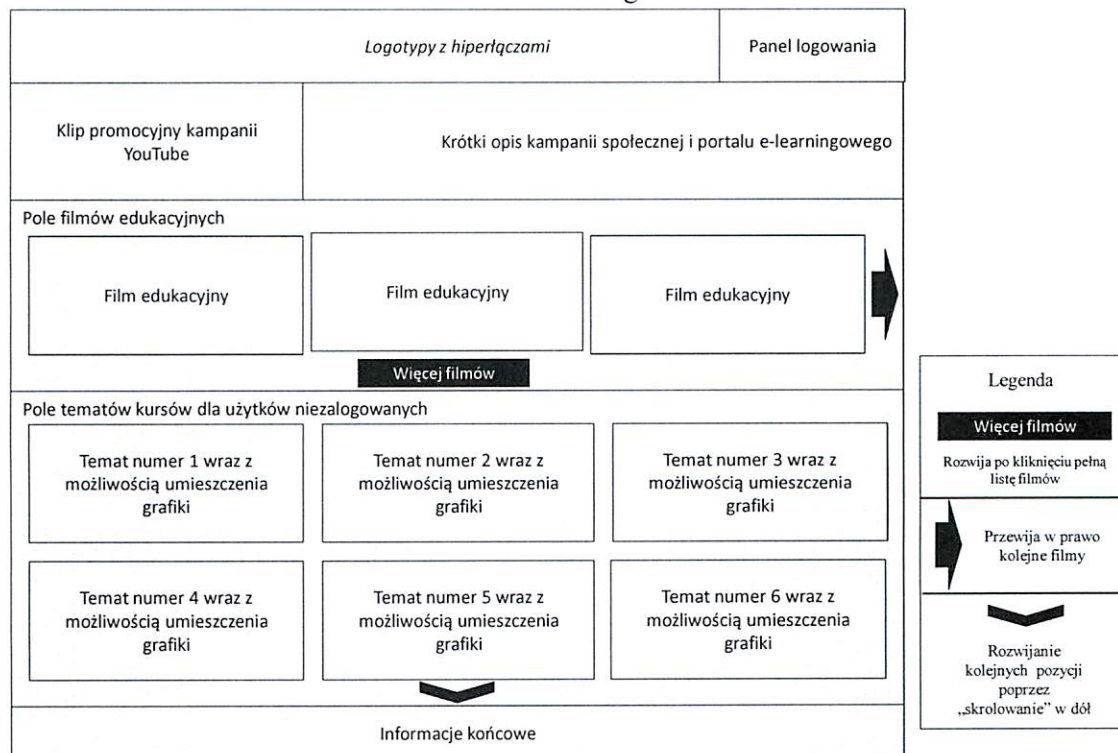 Logotypy z hiperłączami
Panel logowania
Klip promocyjny kampanii
YouTube
Krótki opis kampanii społecznej i portalu e-learningowego
Pole filmów edukacyjnych
Film edukacyjny
Film edukacyjny
Film edukacyjny
Więcej filmów
Pole tematów kursów dla użytków niezalogowanych
Temat numer 1 wraz z
możliwością umieszczenia
grafiki
Temat numer 2 wraz z
możliwością umieszczenia
grafiki
Temat numer 3 wraz z
możliwością umieszczenia
grafiki
Temat numer 4 wraz z
możliwością umieszczenia
grafiki
Temat numer 5 wraz z
możliwością umieszczenia
grafiki
Temat numer 6 wraz z
możliwością umieszczenia
grafiki
Informacje końcowe
Legenda
Więcej filmów
Rozwija po kliknięciu pełną
listę filmów
Przewija w prawo
kolejne filmy
Rozwijanie
kolejnych pozycji
poprzez
„skrolowanie” w dół